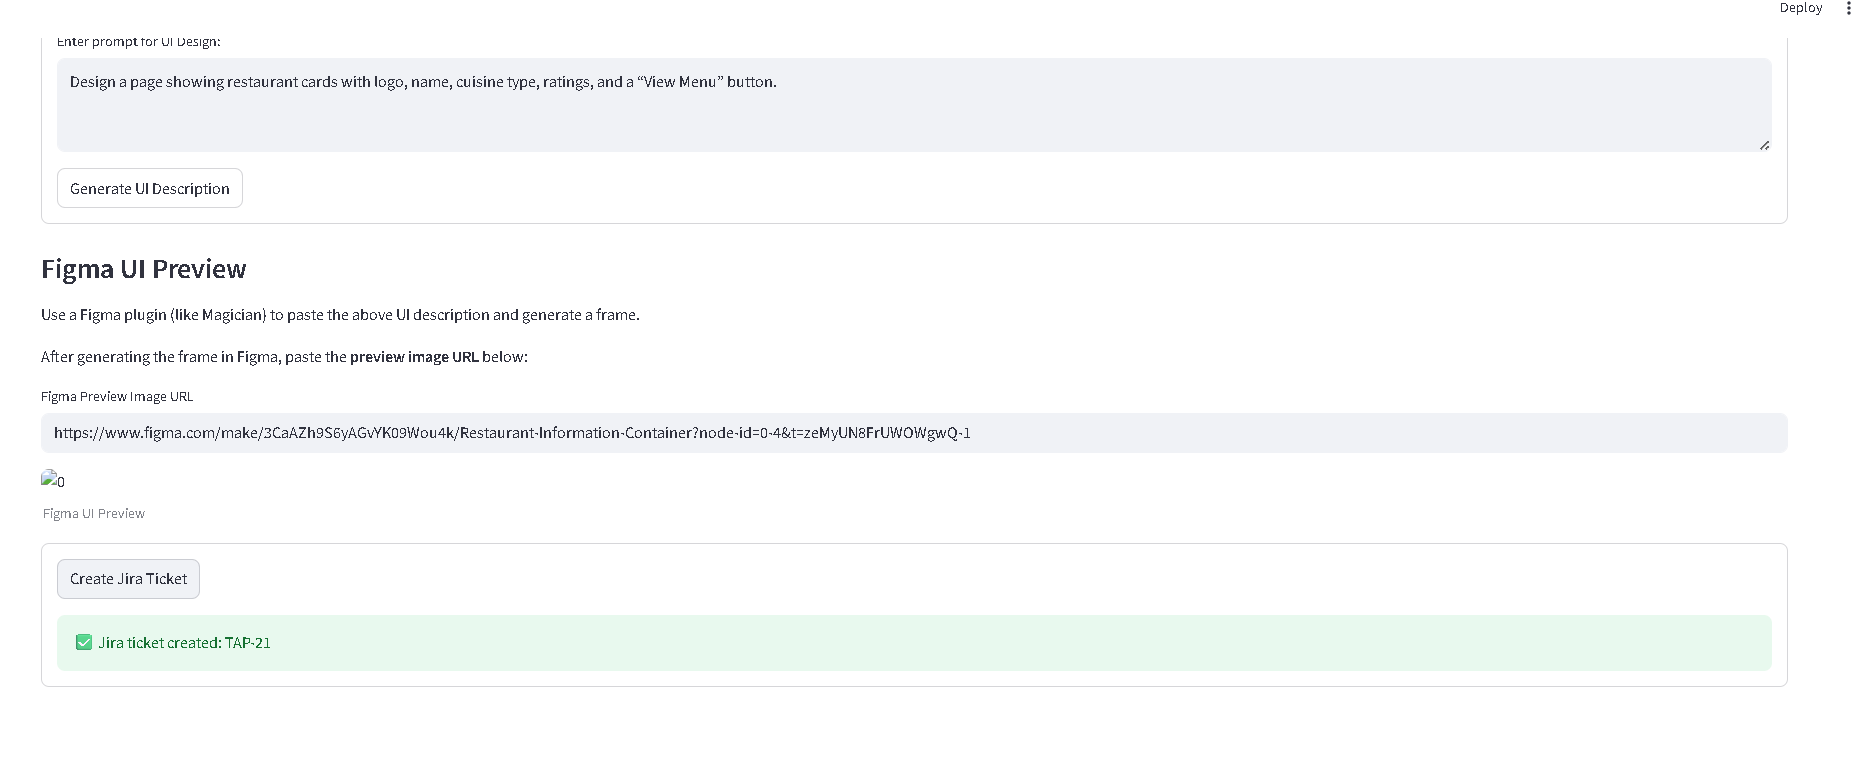 Deploy
Enter prompt for UI Design:
Design a page showing restaurant cards with logo, name, cuisine type, ratings, and a “View Menu” button.
Generate UI Description
Figma UI Preview
Use a Figma plugin (like Magician) to paste the above UI description and generate a frame.
After generating the frame in Figma, paste the preview image URL below:
Figma Preview Image URL
https://www.figma.com/make/3CaAZh9S6yAGvYK09Wou4k/Restaurant-Information-Container?node-id=0-4&t=zeMyUN8FrUWOWgwQ-1
0
Figma UI Preview
Create Jira Ticket
Jira ticket created: TAP-21